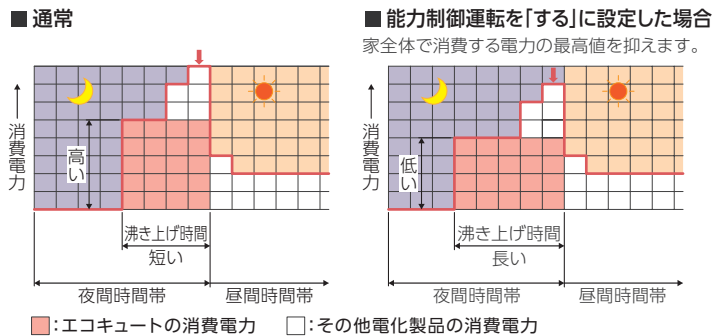 ■通常
■能力制御運転を「する」に設定した場合
家全体で消費する電力の最高値を抑えます。
消費電力
高い
沸き上げ時間
短い
夜間時間帯
昼間時間帯
消費電力
低い
沸き上げ時間
長い
夜間時間帯
昼間時間帯
:エコキュートの消費電力
:その他電化製品の消費電力